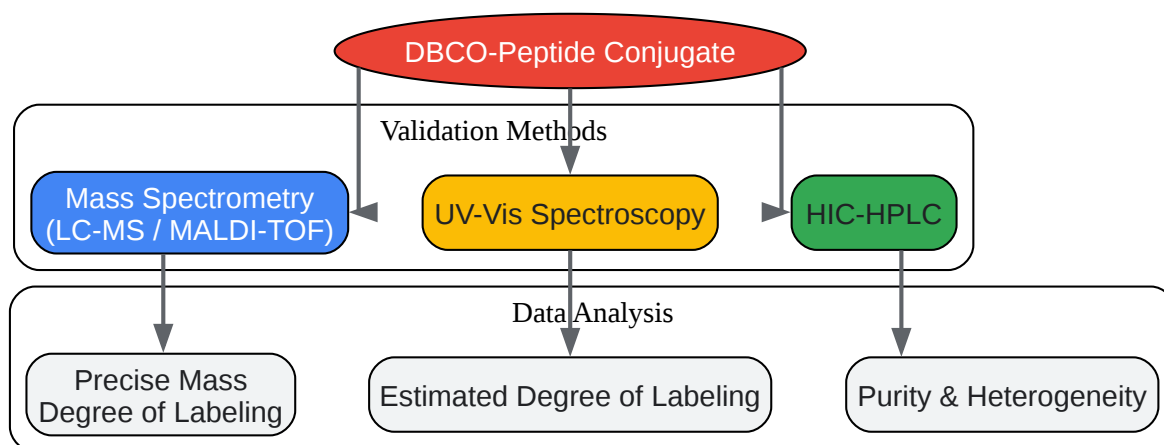 DBCO-Peptide Conjugate
Validation Methods
Mass Spectrometry
(LC-MS / MALDI-TOF)
UV-Vis Spectroscopy
HIC-HPLC
Data Analysis
Precise Mass
Degree of Labeling
Estimated Degree of Labeling
Purity & Heterogeneity